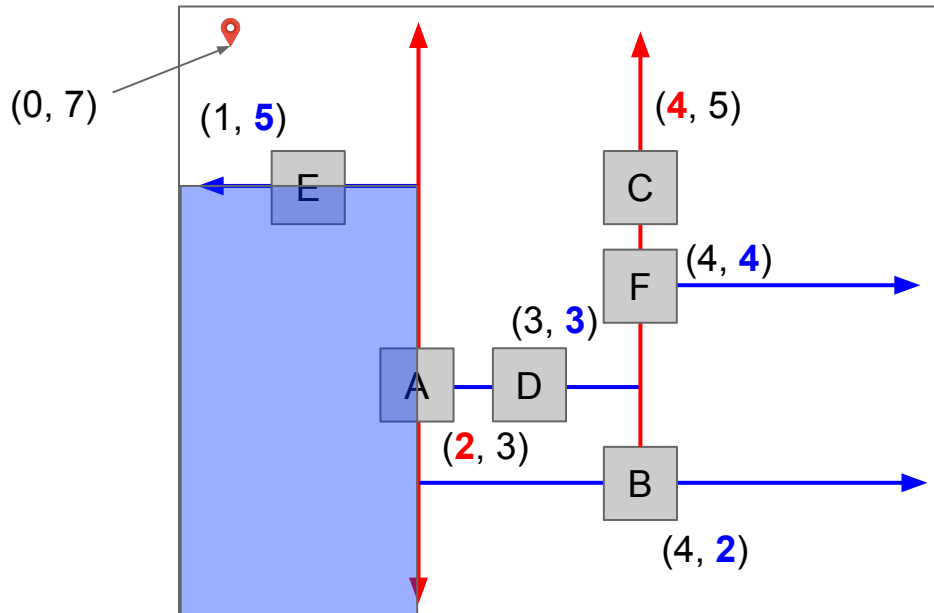 (0, 7)
(1, 5)
(4, 5)
E
C
F
(4, 4)
(3, 3)
A
D
(2, 3)
B
(4, 2)